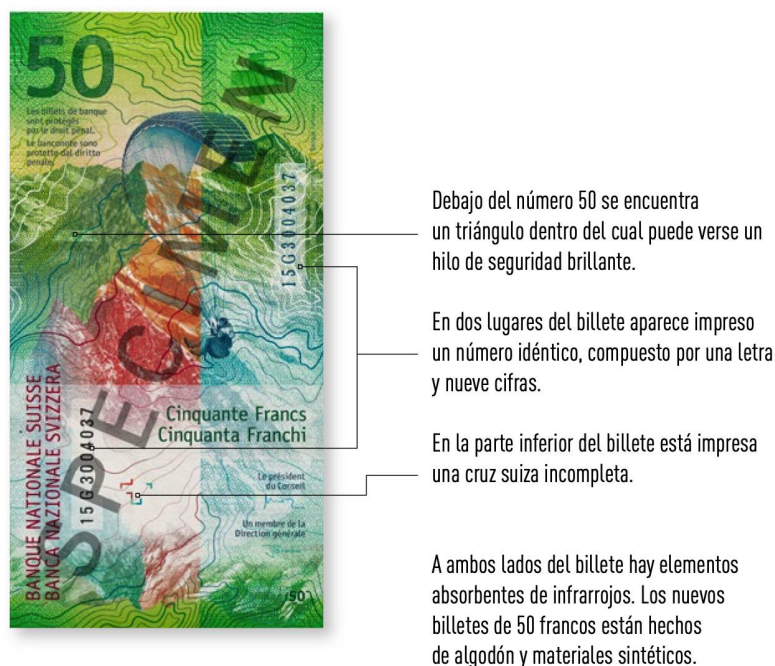 50
Les billets de banque
sont protégés
par le droit pénal.
Le banconote sono
protette dal diritto
penale.
SPECIMEN
15G3004037
BANQUE NATIONALE SUISSE
BANCA NAZIONALE SVIZZERA
15G3004037
Cinquante Francs
Cinquanta Franchi
Le président
du Conseil
Un membre de la
Direction générale
50
Debajo del número 50 se encuentra
un triángulo dentro del cual puede verse un
hilo de seguridad brillante.
En dos lugares del billete aparece impreso
un número idéntico, compuesto por una letra
y nueve cifras.
En la parte inferior del billete está impresa
una cruz suiza incompleta.
A ambos lados del billete hay elementos
absorbentes de infrarrojos. Los nuevos
billetes de 50 francos están hechos
de algodón y materiales sintéticos.